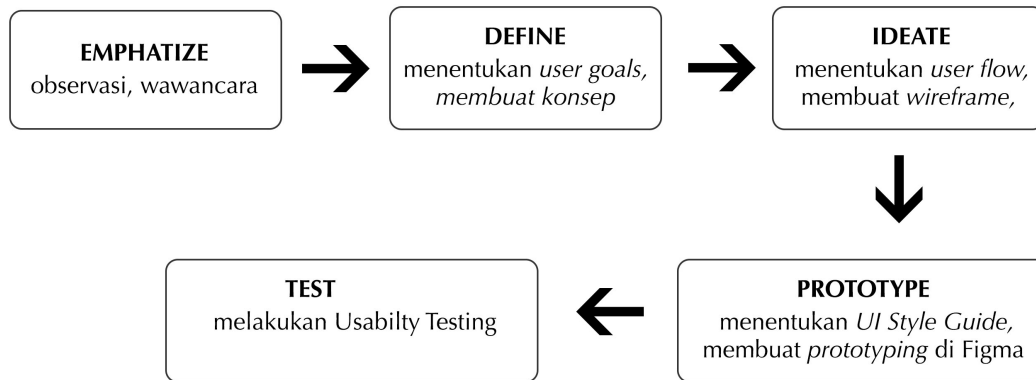 EMPHATIZE
observasi, wawancara
DEFINE
menentukan user goals,
membuat konsep
IDEATE
menentukan user flow,
membuat wireframe,
PROTOTYPE
menentukan UI Style Guide,
membuat prototyping di Figma
TEST
melakukan Usabilty Testing